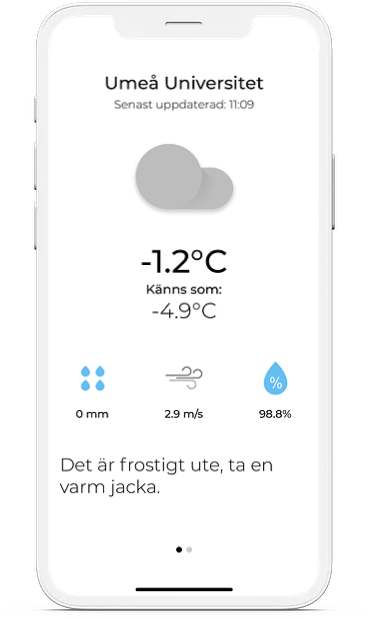 Umeå Universitet
Senast uppdaterad: 11:09
-1.2°C
Känns som:
-4.9°C
%
0 mm 2.9 m/s 98.8%
Det är frostigt ute, ta en
varm jacka.